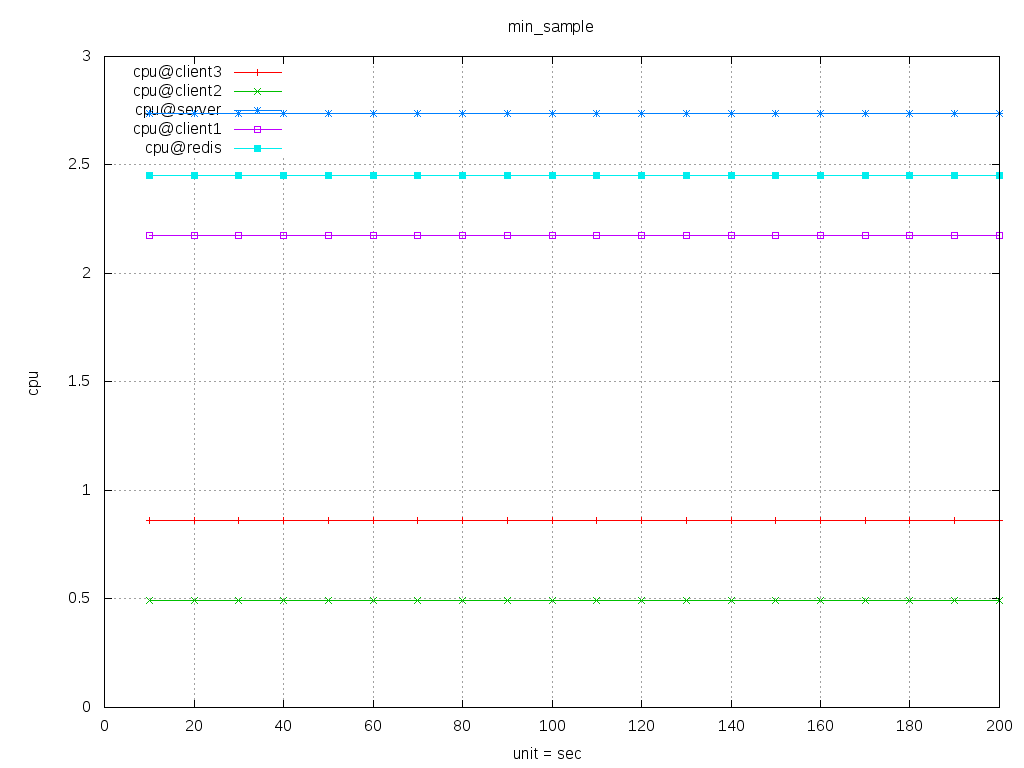 min_sample
3
cpu@client3
cpu@client2
cpu@server
cpu@client1
cpu@redis
2.5
2
1.5
cpu
1
0.5
0
0 20 40 60 80 100 120 140 160 180 200
unit = sec